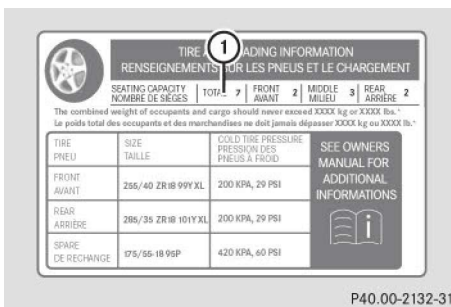 1
TIRE A ADING INFORMATION
RENSEIGNEMENTS SUR LES PNEUS ET LE CHARGEMENT
SEATING CAPACITY
NOMBRE DE SIÈGES
TOTAL 7
FRONT
AVANT 2
MIDDLE
MILIEU 3
REAR
ARRIÈRE 2
The combined weight of occupants and cargo should never exceed XXXX kg or XXXX lbs."
Le poids total des occupants et des marchandises ne doit jamais dépasser XXXX kg ou XXXX lb."
TIRE
PNEU
SIZE
TAILLE
COLD TIRE PRESSURE
PRESSION DES
PNEUS À FROID
SEE OWNERS
MANUAL FOR
ADDITIONAL
INFORMATIONS
FRONT
AVANT
255/40 ZR18 99Y XL
200 KPA, 29 PSI
REAR
ARRIÈRE
285/35 ZR18 101Y XL
200 KPA, 29 PSI
SPARE
DE RECHANGE
175/55-18 95P
420 KPA, 60 PSI
i
P40.00-2132-31